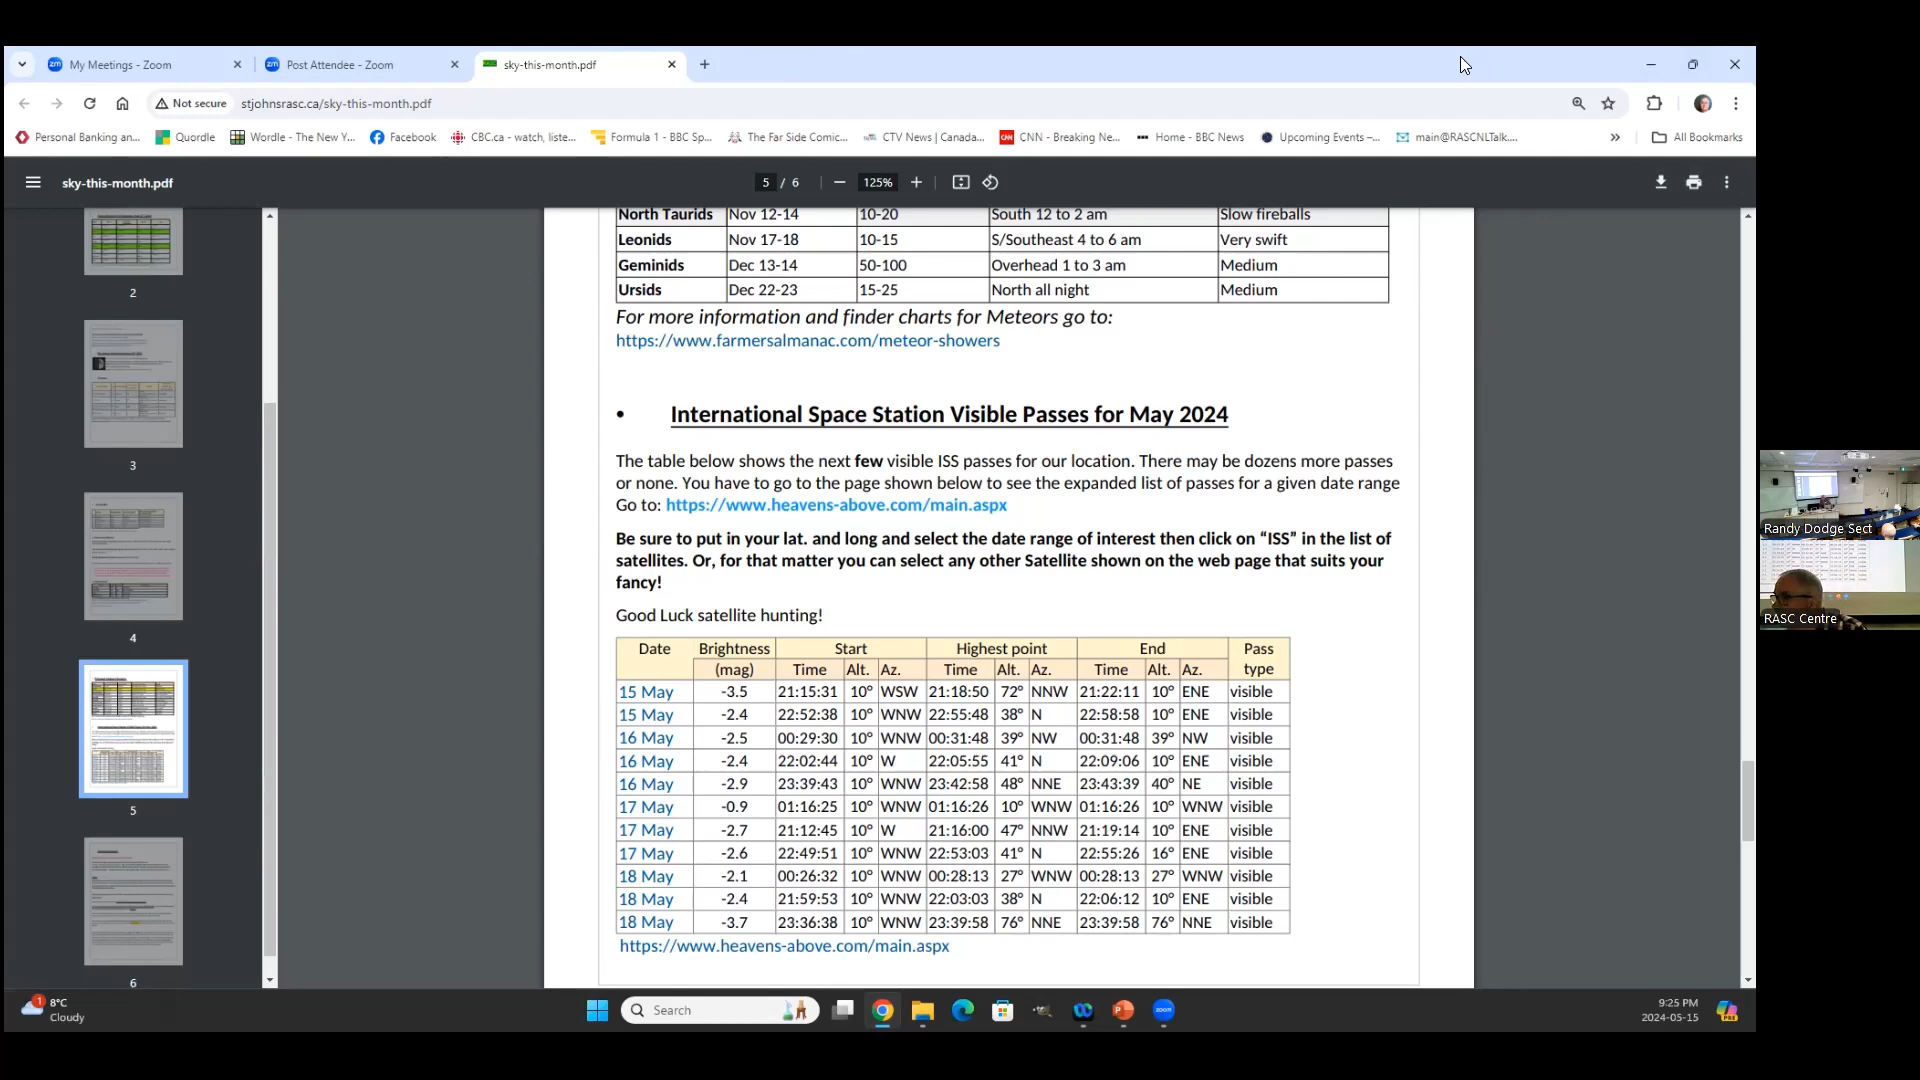 My Meetings - Zoom
Post Attendee - Zoom
sky-this-month.pdf
Not secure
stjohnsrasc.ca/sky-this-month.pdf
Personal Banking an...
Quordle
Wordle - The New Y...
Facebook
CBC.ca - watch, liste...
Formula 1 - BBC Sp...
The Far Side Comic...
CTV News | Canada...
CNN - Breaking Ne...
Home - BBC News
Upcoming Events –...
main@RASCNLTalk....
All Bookmarks
sky-this-month.pdf
5 / 6
125%
2
3
4
5
6
North Taurids Nov 12-14 10-20 South 12 to 2 am Slow fireballs
Leonids Nov 17-18 10-15 S/Southeast 4 to 6 am Very swift
Geminids Dec 13-14 50-100 Overhead 1 to 3 am Medium
Ursids Dec 22-23 15-25 North all night Medium
For more information and finder charts for Meteors go to:
https://www.farmersalmanac.com/meteor-showers
• International Space Station Visible Passes for May 2024
The table below shows the next few visible ISS passes for our location. There may be dozens more passes
or none. You have to go to the page shown below to see the expanded list of passes for a given date range
Go to: https://www.heavens-above.com/main.aspx
Be sure to put in your lat. and long and select the date range of interest then click on “ISS” in the list of
satellites. Or, for that matter you can select any other Satellite shown on the web page that suits your
fancy!
Good Luck satellite hunting!
Date Brightness Start Highest point End Pass
(mag) Time Alt. Az. Time Alt. Az. Time Alt. Az. type
15 May -3.5 21:15:31 10° WSW 21:18:50 72° NNW 21:22:11 10° ENE visible
15 May -2.4 22:52:38 10° WNW 22:55:48 38° N 22:58:58 10° ENE visible
16 May -2.5 00:29:30 10° WNW 00:31:48 39° NW 00:31:48 39° NW visible
16 May -2.4 22:02:44 10° W 22:05:55 41° N 22:09:06 10° ENE visible
16 May -2.9 23:39:43 10° WNW 23:42:58 48° NNE 23:43:39 40° NE visible
17 May -0.9 01:16:25 10° WNW 01:16:26 10° WNW 01:16:26 10° WNW visible
17 May -2.7 21:12:45 10° W 21:16:00 47° NNW 21:19:14 10° ENE visible
17 May -2.6 22:49:51 10° WNW 22:53:03 41° N 22:55:26 16° ENE visible
18 May -2.1 00:26:32 10° WNW 00:28:13 27° WNW 00:28:13 27° WNW visible
18 May -2.4 21:59:53 10° WNW 22:03:03 38° N 22:06:12 10° ENE visible
18 May -3.7 23:36:38 10° WNW 23:39:58 76° NNE 23:39:58 76° NNE visible
https://www.heavens-above.com/main.aspx
Randy Dodge Sect
RASC Centre
1
8°C
Cloudy
Search
9:25 PM
2024-05-15